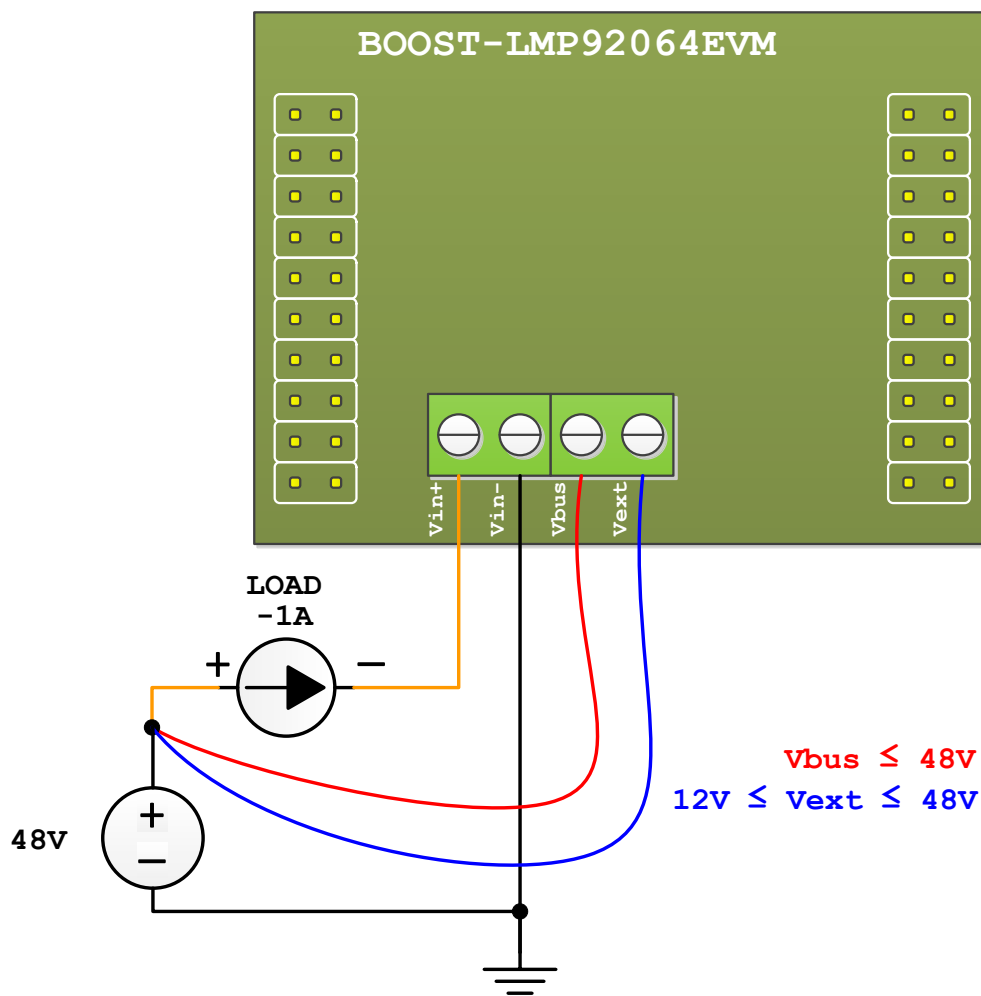 BOOST-LMP92064EVM
Vin+
Vin-
Vbus
Vext
LOAD
-1A
+
−
Vbus ≤ 48V
12V ≤ Vext ≤ 48V
+
48V
−